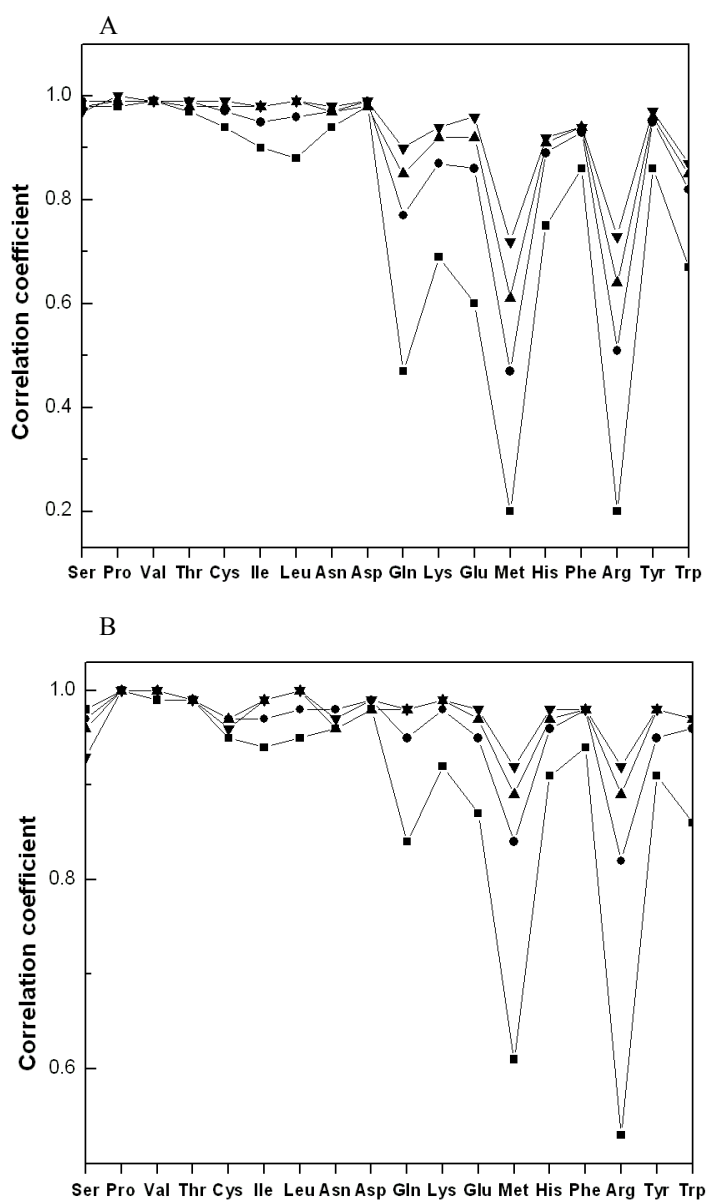 A
Correlation coefficient
1.0
0.8
0.6
0.4
0.2
Ser Pro Val Thr Cys Ile Leu Asn Asp Gln Lys Glu Met His Phe Arg Tyr Trp
B
Correlation coefficient
1.0
0.8
0.6
Ser Pro Val Thr Cys Ile Leu Asn Asp Gln Lys Glu Met His Phe Arg Tyr Trp